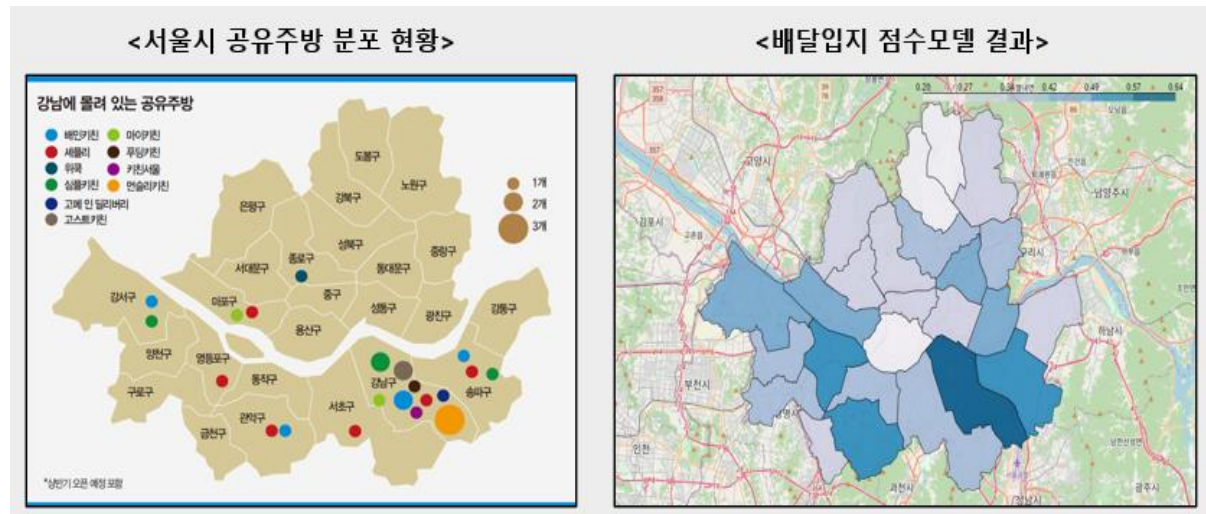 <서울시 공유주방 분포 현황>
<배달입지 점수모델 결과>
강남에 몰려 있는 공유주방
배민키친
마이키친
셰플리
푸딩키친
위쿡
키친서울
심플키친
먼슬리키친
고메 인 딜리버리
고스트키친
1개
2개
3개
도봉구
노원구
강북구
은평구
성북구
중랑구
종로구
서대문구
동대문구
중구
마포구
성동구
광진구
강동구
강서구
용산구
양천구
영등포구
동작구
강남구
송파구
구로구
서초구
관악구
금천구
*상반기 오픈 예정 포함
0.20 0.27 0.34 0.42 0.49 0.57 0.64
357
358
357
고양시
남양주시
김포시
구리시
하남시
부천시
광명시
인천
과천시
성남시
광주시